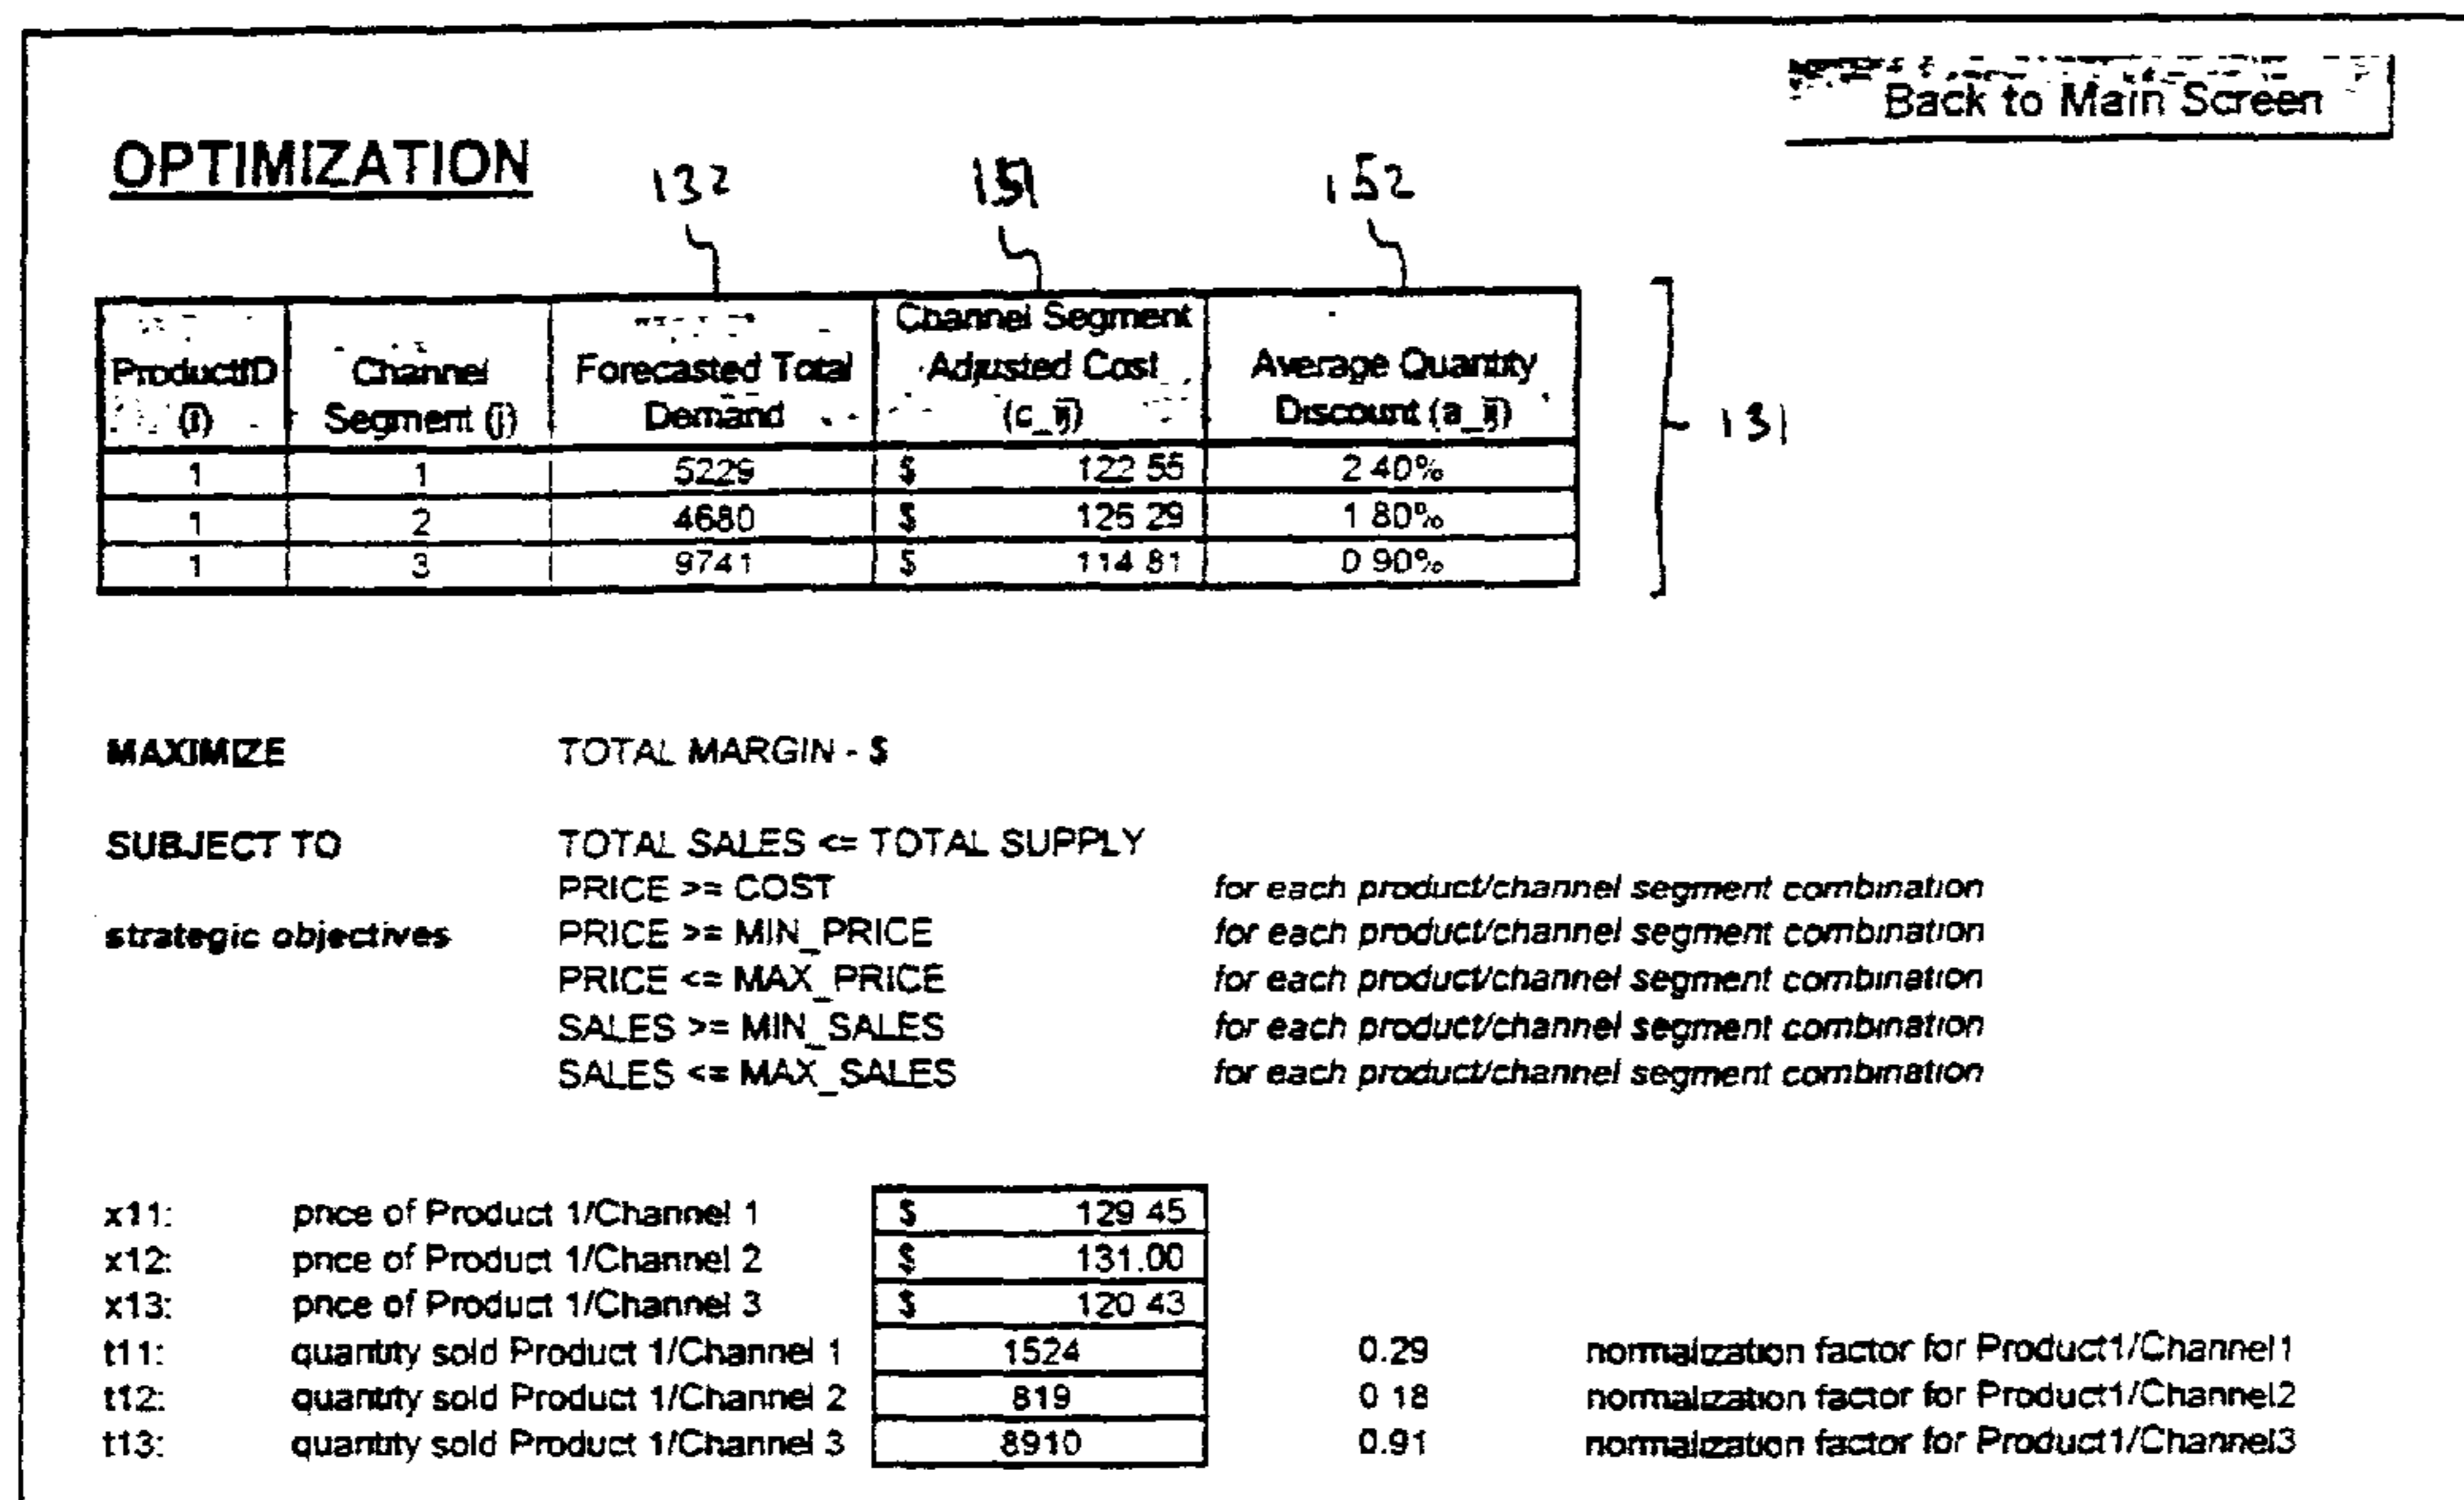 Back to Main Screen
OPTIMIZATION
132 151 152
ProductID (i) Channel Segment (j) Forecasted Total Demand Channel Segment Adjusted Cost (c_ij) Average Quantity Discount (a_ij)
1 1 5229 $ 122 55 2 40%
1 2 4680 $ 125 29 1 80%
1 3 9741 $ 114 81 0 90%
131
MAXIMIZE TOTAL MARGIN - $
SUBJECT TO TOTAL SALES <= TOTAL SUPPLY
PRICE >= COST for each product/channel segment combination
strategic objectives PRICE >= MIN_PRICE for each product/channel segment combination
PRICE <= MAX_PRICE for each product/channel segment combination
SALES >= MIN_SALES for each product/channel segment combination
SALES <= MAX_SALES for each product/channel segment combination
x11: price of Product 1/Channel 1 $ 129 45
x12: price of Product 1/Channel 2 $ 131.00
x13: price of Product 1/Channel 3 $ 120 43
t11: quantity sold Product 1/Channel 1 1524 0.29 normalization factor for Product1/Channel1
t12: quantity sold Product 1/Channel 2 819 0 18 normalization factor for Product1/Channel2
t13: quantity sold Product 1/Channel 3 8910 0.91 normalization factor for Product1/Channel3